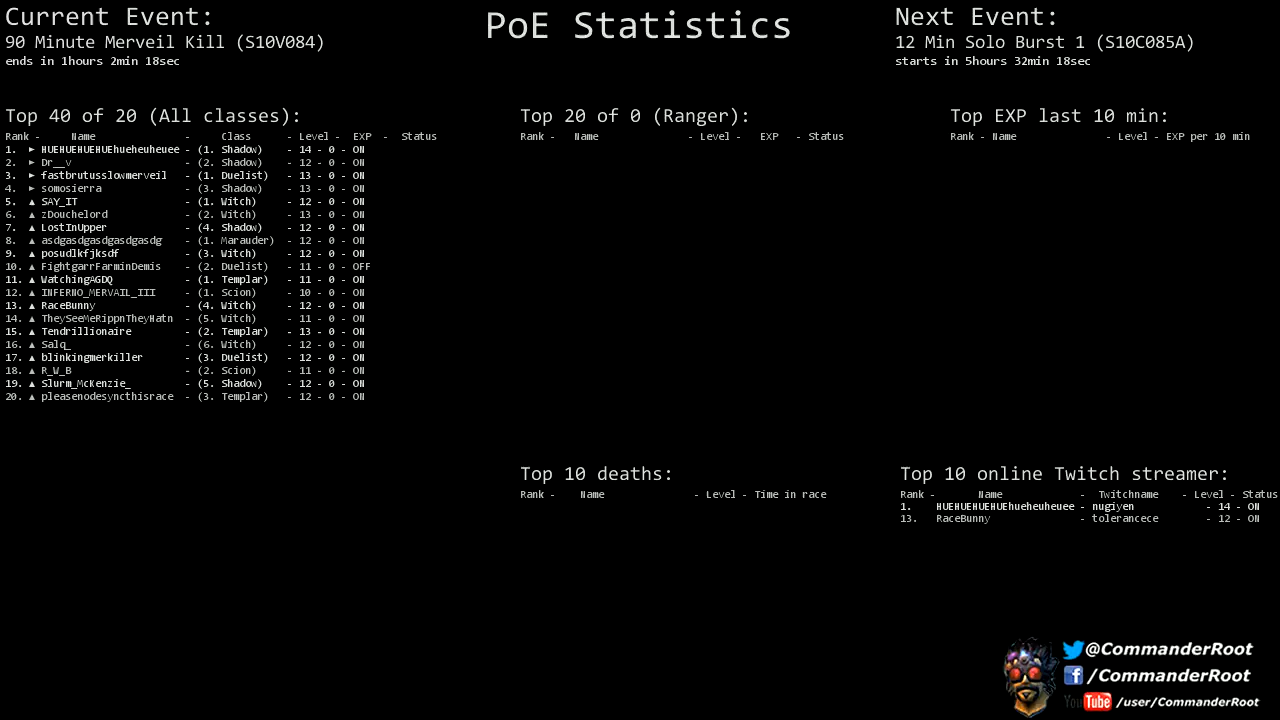 Current Event:
90 Minute Merveil Kill (S10V084)
ends in 1hours 2min 18sec
PoE Statistics
Next Event:
12 Min Solo Burst 1 (S10C085A)
starts in 5hours 32min 18sec
Top 40 of 20 (All classes):
Rank - Name - Class - Level - EXP - Status
1. ► HUEHUEHUEHUEhueheuheuee - (1. Shadow) - 14 - 0 - ON
2. ► Dr__v - (2. Shadow) - 12 - 0 - ON
3. ► fastbrutusslowmerveil - (1. Duelist) - 13 - 0 - ON
4. ► somosierra - (3. Shadow) - 13 - 0 - ON
5. ▲ SAY_IT - (1. Witch) - 12 - 0 - ON
6. ▲ zDouchelord - (2. Witch) - 13 - 0 - ON
7. ▲ LostInUpper - (4. Shadow) - 12 - 0 - ON
8. ▲ asdgasdgasdgasdgasdg - (1. Marauder) - 12 - 0 - ON
9. ▲ posudlkfjksdf - (3. Witch) - 12 - 0 - ON
10. ▲ FightgarrFarminDemis - (2. Duelist) - 11 - 0 - OFF
11. ▲ WatchingAGDQ - (1. Templar) - 11 - 0 - ON
12. ▲ INFERNO_MERVAIL_III - (1. Scion) - 10 - 0 - ON
13. ▲ RaceBunny - (4. Witch) - 12 - 0 - ON
14. ▲ TheySeeMeRippnTheyHatn - (5. Witch) - 11 - 0 - ON
15. ▲ Tendrillionaire - (2. Templar) - 13 - 0 - ON
16. ▲ Salq_ - (6. Witch) - 12 - 0 - ON
17. ▲ blinkingmerkiller - (3. Duelist) - 12 - 0 - ON
18. ▲ R_W_B - (2. Scion) - 11 - 0 - ON
19. ▲ Slurm_McKenzie_ - (5. Shadow) - 12 - 0 - ON
20. ▲ pleasenodesyncthisrace - (3. Templar) - 12 - 0 - ON
Top 20 of 0 (Ranger):
Rank - Name - Level - EXP - Status
Top EXP last 10 min:
Rank - Name - Level - EXP per 10 min
Top 10 deaths:
Rank - Name - Level - Time in race
Top 10 online Twitch streamer:
Rank - Name - Twitchname - Level - Status
1. HUEHUEHUEHUEhueheuheuee - nugiyen - 14 - ON
13. RaceBunny - tolerancece - 12 - ON
@CommanderRoot
f /CommanderRoot
YouTube /user/CommanderRoot